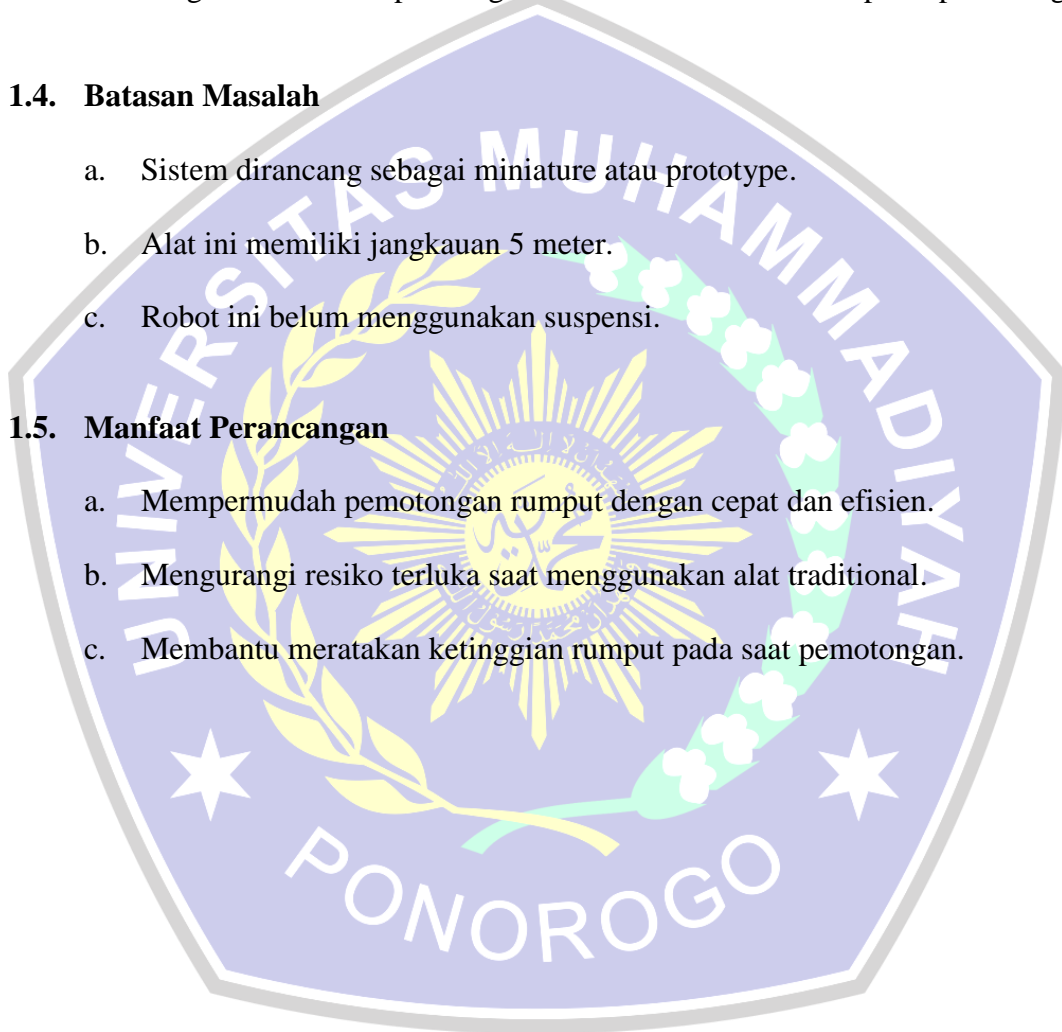 1.4. Batasan Masalah
a. Sistem dirancang sebagai miniature atau prototype.
b. Alat ini memiliki jangkauan 5 meter.
c. Robot ini belum menggunakan suspensi.
1.5. Manfaat Perancangan
a. Mempermudah pemotongan rumput dengan cepat dan efisien.
b. Mengurangi resiko terluka saat menggunakan alat traditional.
c. Membantu meratakan ketinggian rumput pada saat pemotongan.
UNIVERSITAS MUHAMMADIYAH
PONOROGO